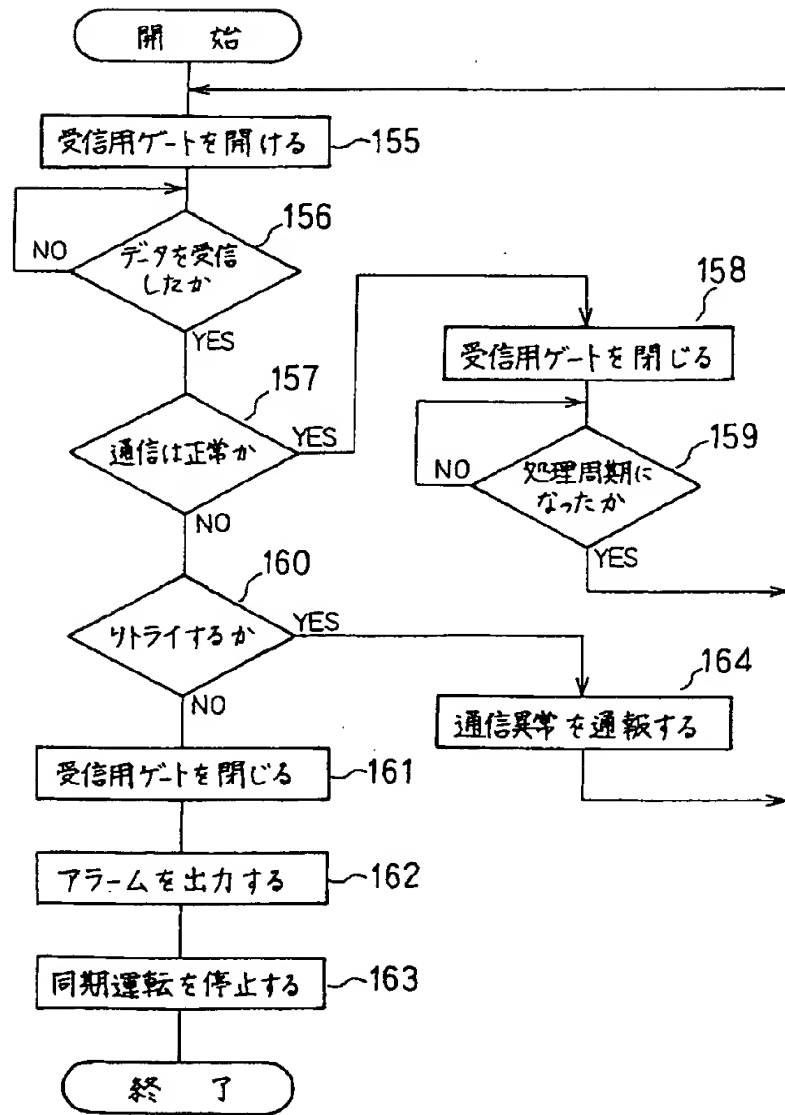 開 始
受信用ゲートを開ける
155
156
データを受信
したか
NO
YES
157
通信は正常か
YES
NO
158
受信用ゲートを閉じる
159
処理周期に
なったか
NO
YES
160
リトライするか
YES
NO
164
通信異常を通報する
受信用ゲートを閉じる
161
アラームを出力する
162
同期運転を停止する
163
終 了